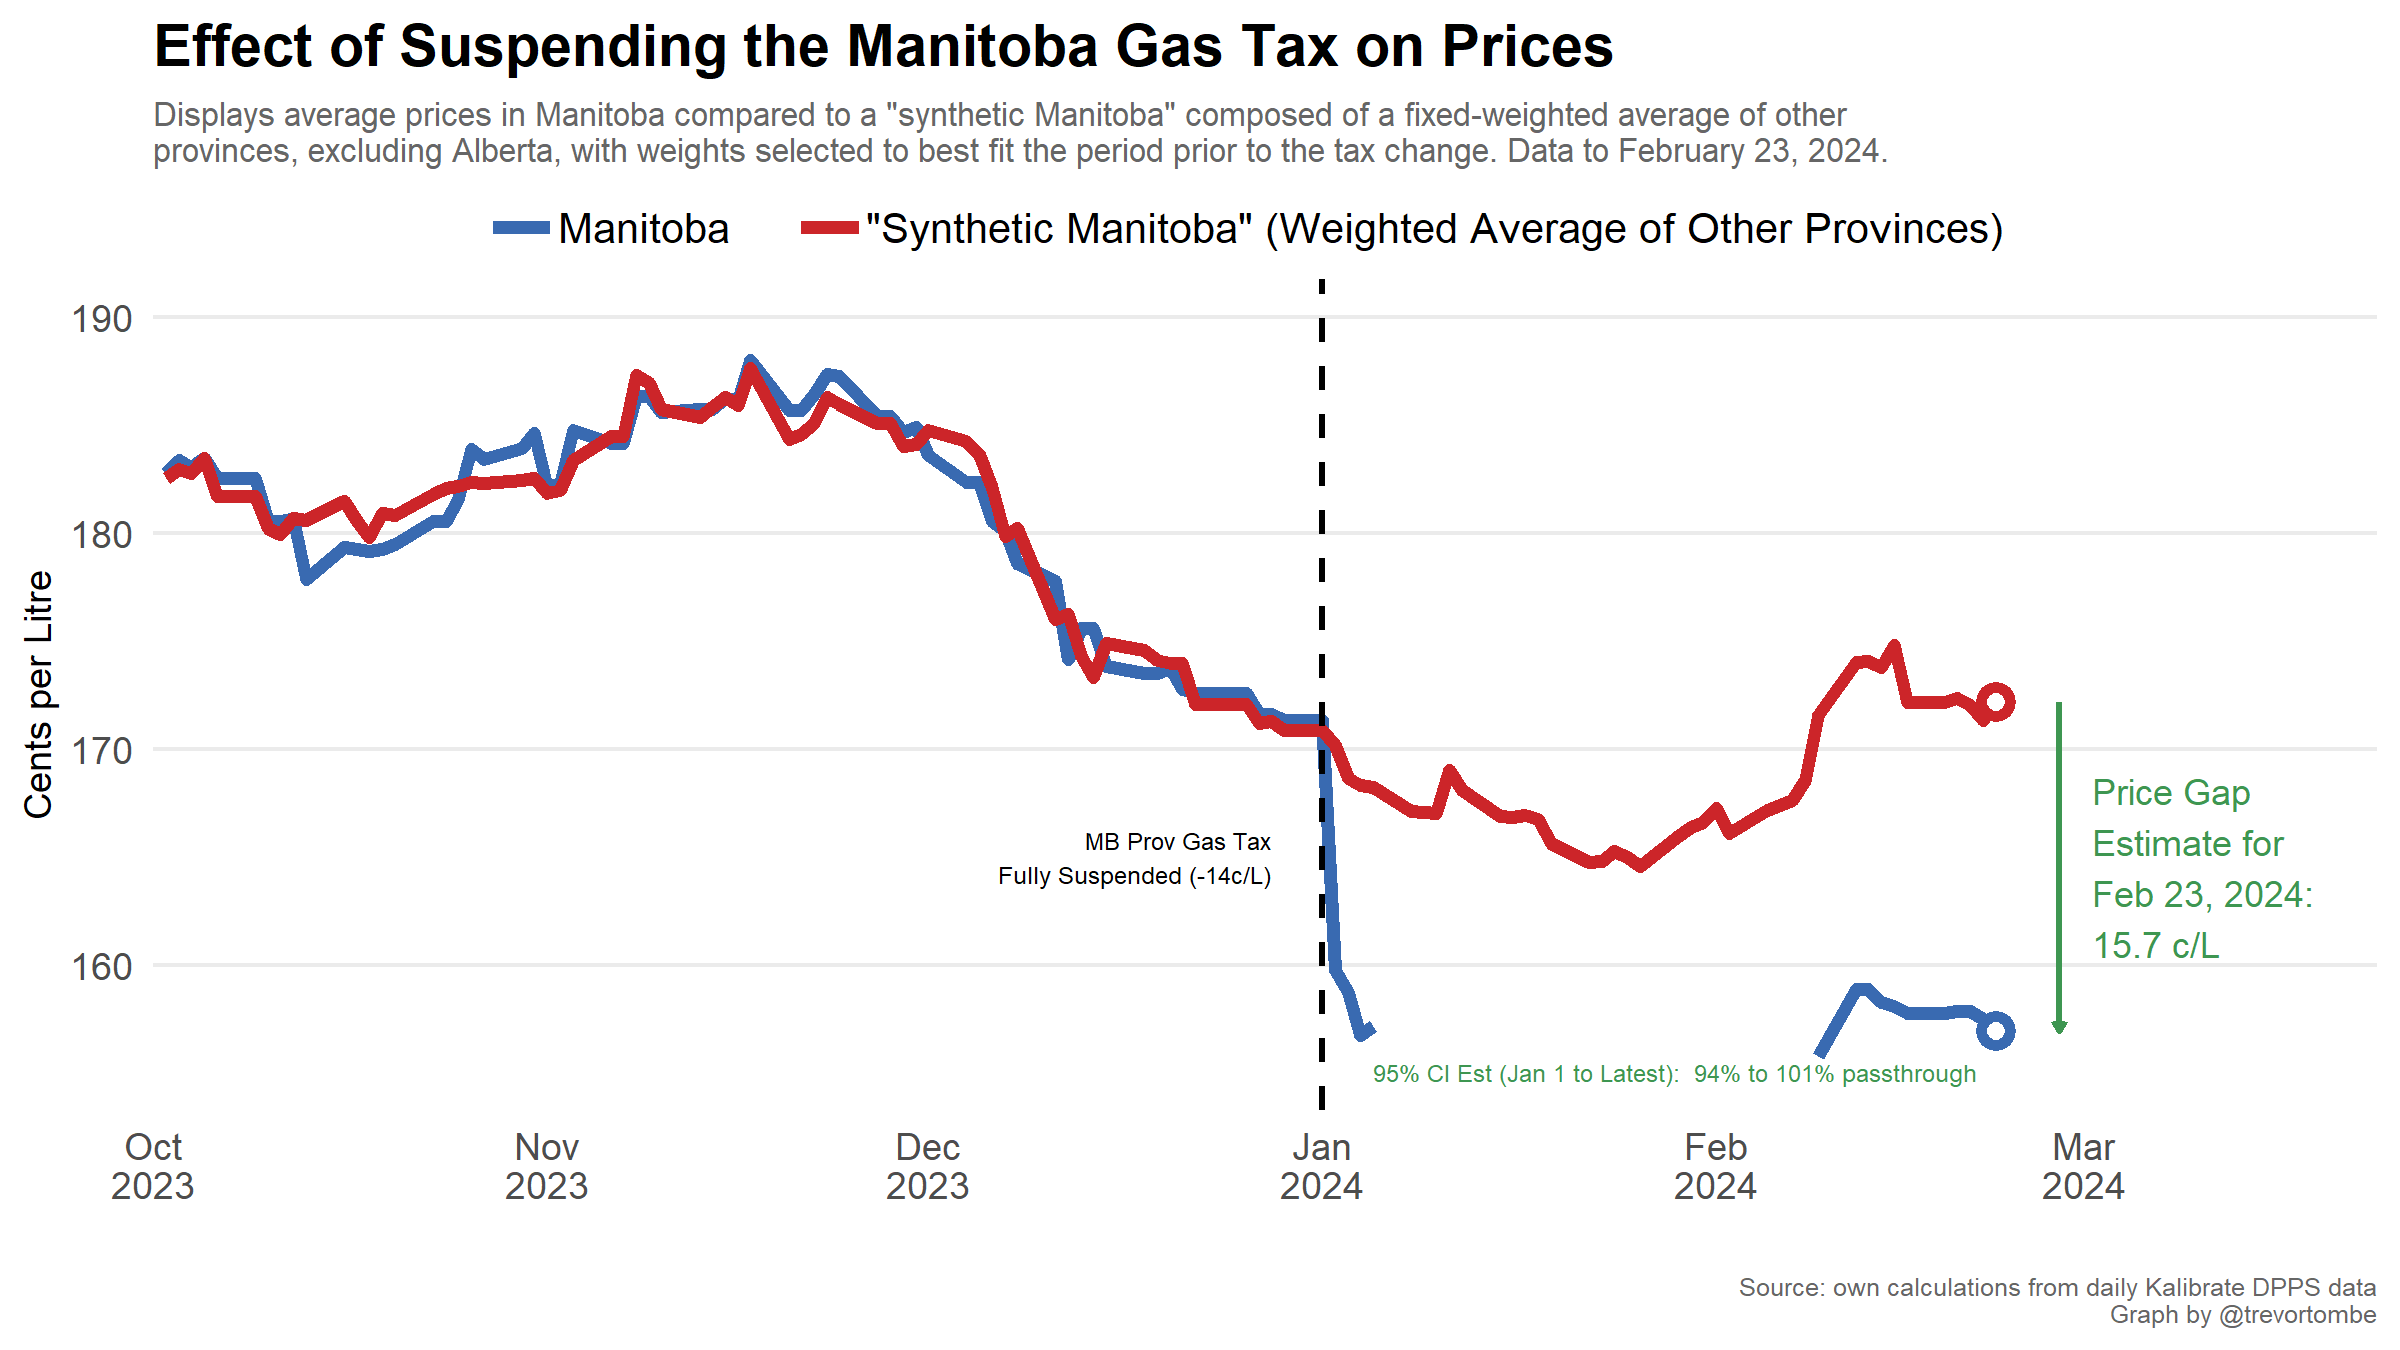 Effect of Suspending the Manitoba Gas Tax on Prices
Displays average prices in Manitoba compared to a "synthetic Manitoba" composed of a fixed-weighted average of other
provinces, excluding Alberta, with weights selected to best fit the period prior to the tax change. Data to February 23, 2024.
Manitoba
"Synthetic Manitoba" (Weighted Average of Other Provinces)
190
180
170
160
Cents per Litre
MB Prov Gas Tax
Fully Suspended (-14c/L)
Price Gap
Estimate for
Feb 23, 2024:
15.7 c/L
95% CI Est (Jan 1 to Latest):  94% to 101% passthrough
Oct
2023
Nov
2023
Dec
2023
Jan
2024
Feb
2024
Mar
2024
Source: own calculations from daily Kalibrate DPPS data
Graph by @trevortombe